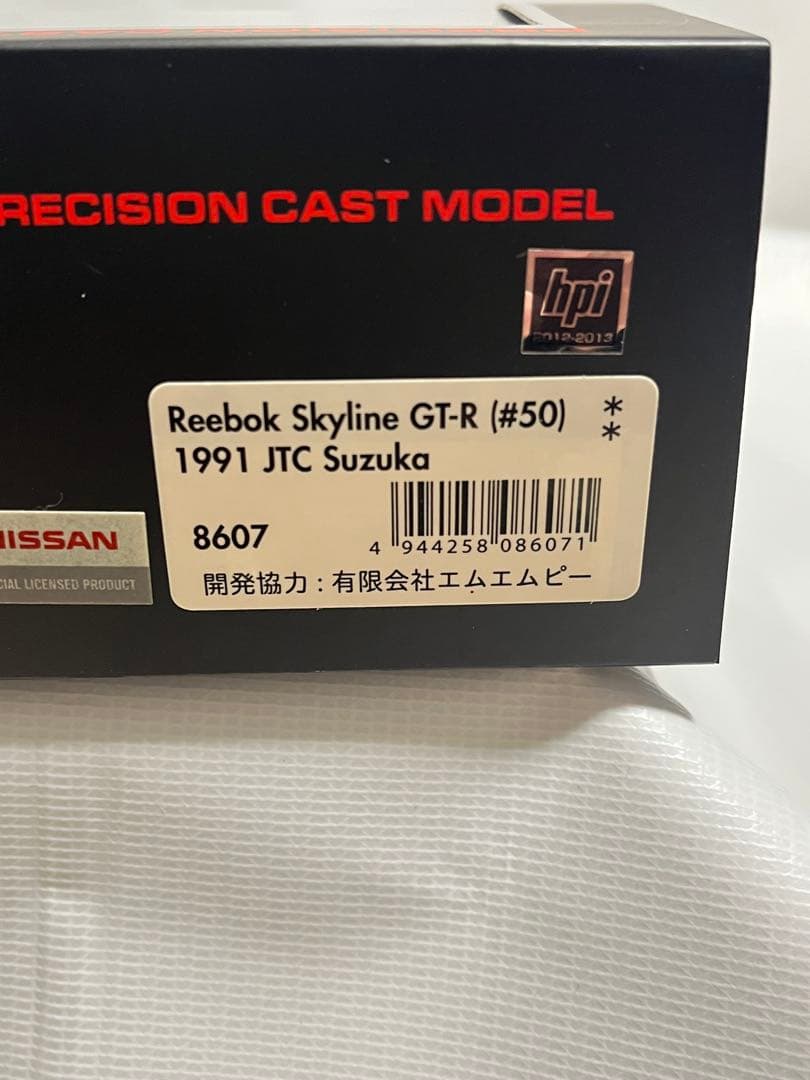 RECISION CAST MODEL
hpi
2012-2013
Reebok Skyline GT-R (#50) **
1991 JTC Suzuka
8607
4 944258 086071
開発協力:有限会社エムエムピー
NISSAN
CIAL LICENSED PRODUCT